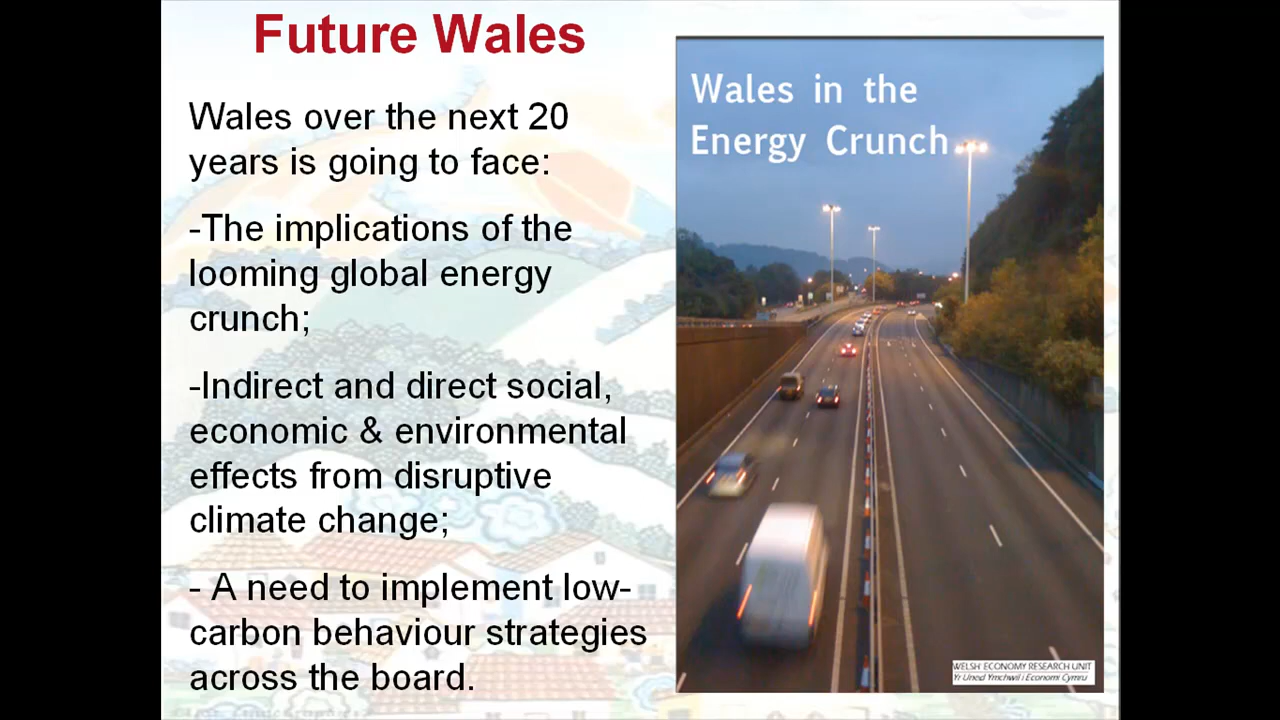 Future Wales
Wales over the next 20
years is going to face:
-The implications of the
looming global energy
crunch;
-Indirect and direct social,
economic & environmental
effects from disruptive
climate change;
- A need to implement low-
carbon behaviour strategies
across the board.
Wales in the
Energy Crunch
WELSH ECONOMY RESEARCH UNIT
Yr Uned Ymchwil i Economi Cymru